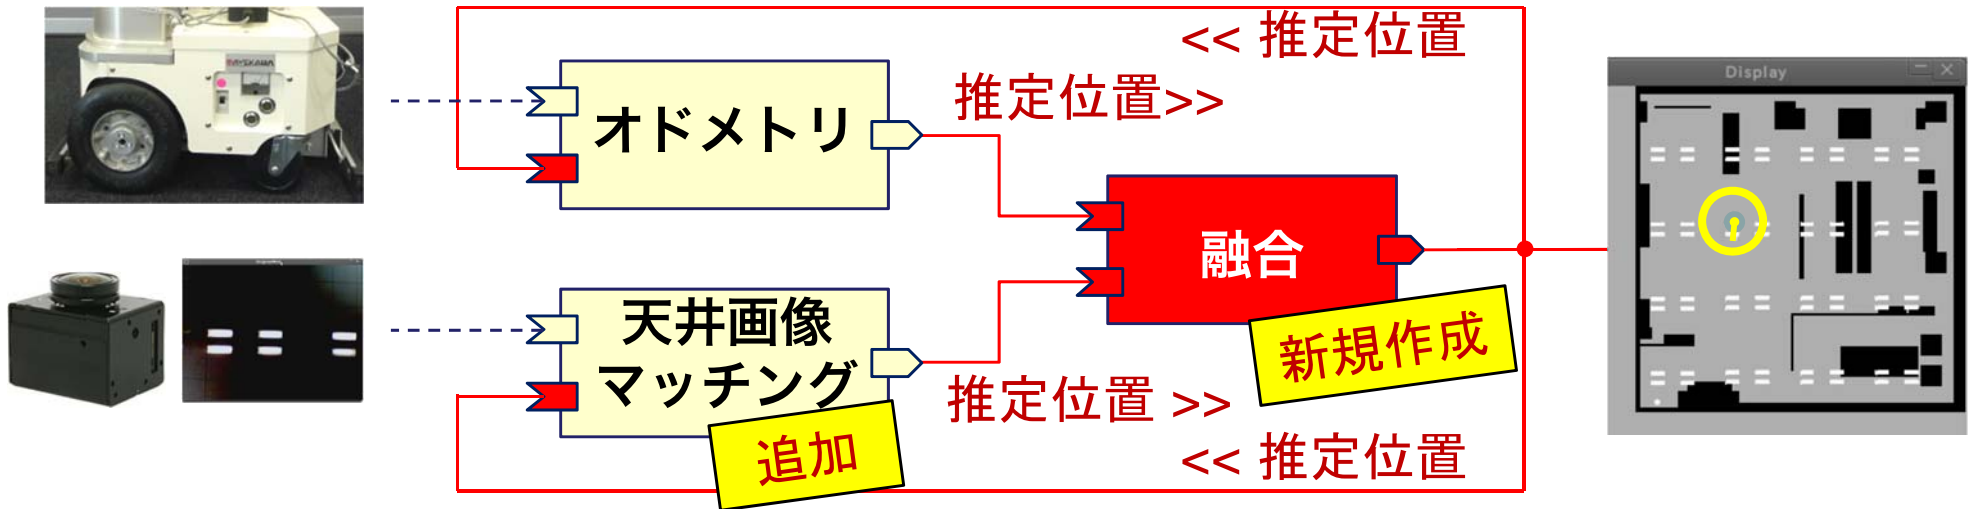 << 推定位置
推定位置>>
オドメトリ
Display
融合
天井画像
マッチング
新規作成
推定位置 >>
追加
<< 推定位置